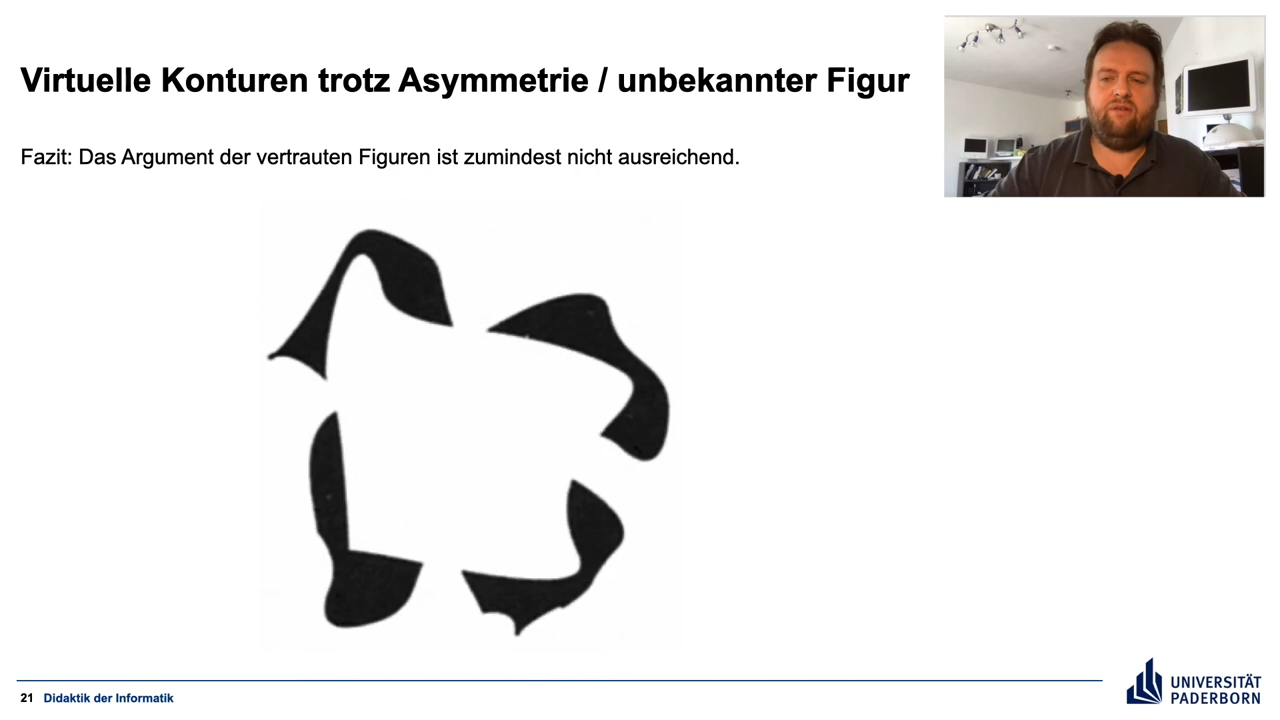 Virtuelle Konturen trotz Asymmetrie / unbekannter Figur
Fazit: Das Argument der vertrauten Figuren ist zumindest nicht ausreichend.
21 Didaktik der Informatik
UNIVERSITÄT
PADERBORN